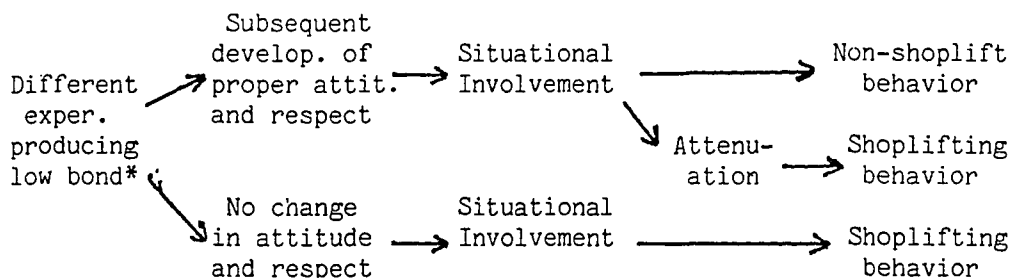 Different
exper.
producing
low bond*
Subsequent
develop. of
proper attit.
and respect
Situational
Involvement
Non-shoplift
behavior
Attenu-
ation
Shoplifting
behavior
No change
in attitude
and respect
Situational
Involvement
Shoplifting
behavior